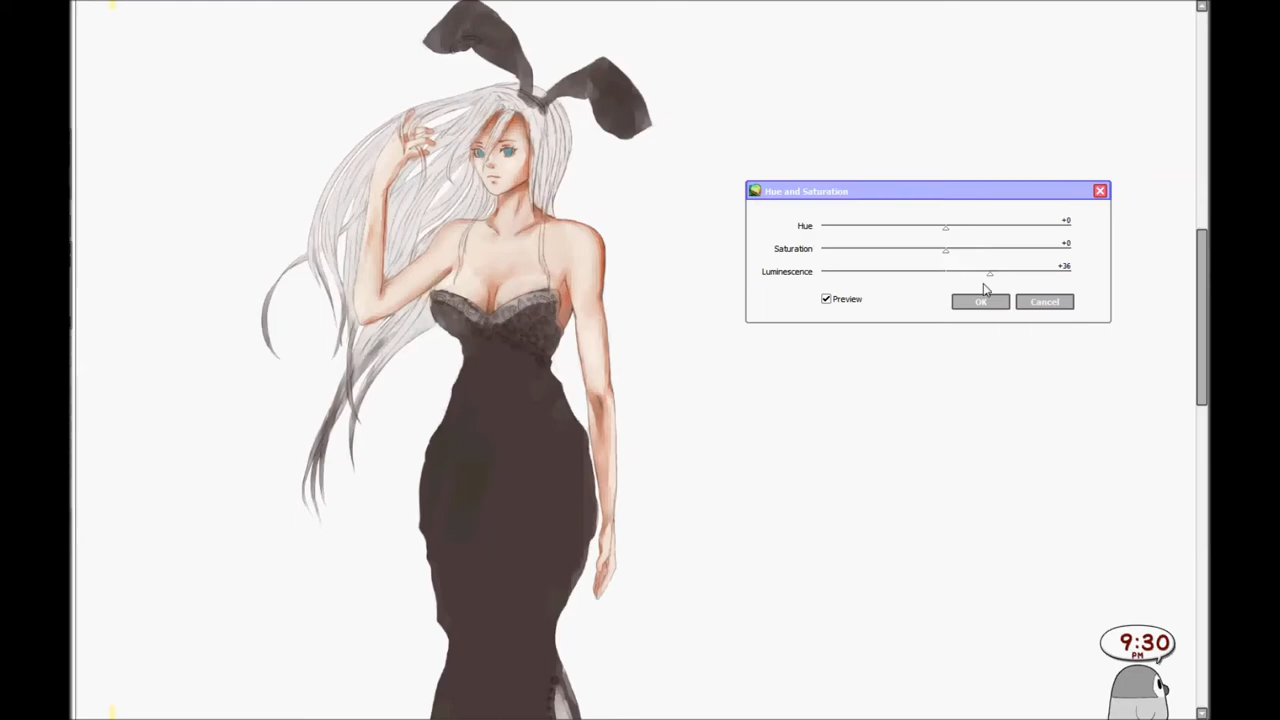 Hue and Saturation
Hue +0
Saturation +0
Luminescence +36
Preview OK Cancel
9:30
PM